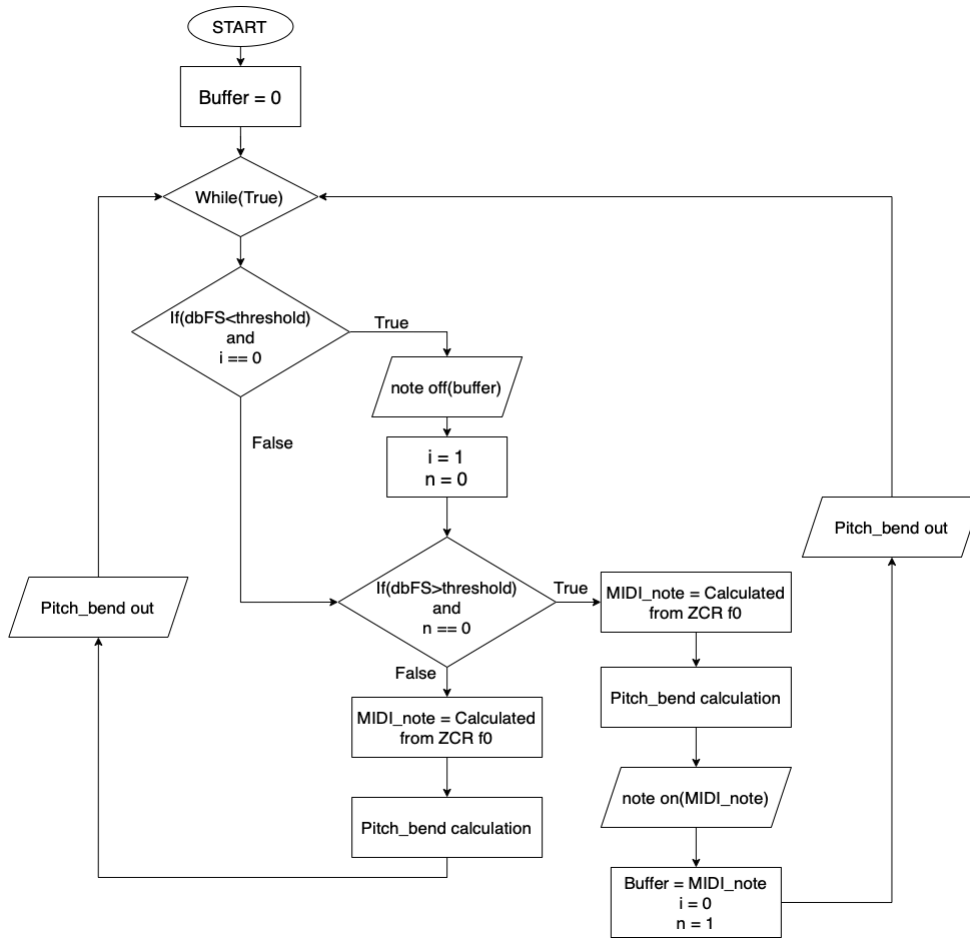 START
Buffer = 0
While(True)
If(dbFS<threshold)
and
i == 0
True
note off(buffer)
False
i = 1
n = 0
If(dbFS>threshold)
and
n == 0
True
False
MIDI_note = Calculated
from ZCR f0
Pitch_bend calculation
note on(MIDI_note)
Buffer = MIDI_note
i = 0
n = 1
Pitch_bend out
MIDI_note = Calculated
from ZCR f0
Pitch_bend calculation
Pitch_bend out